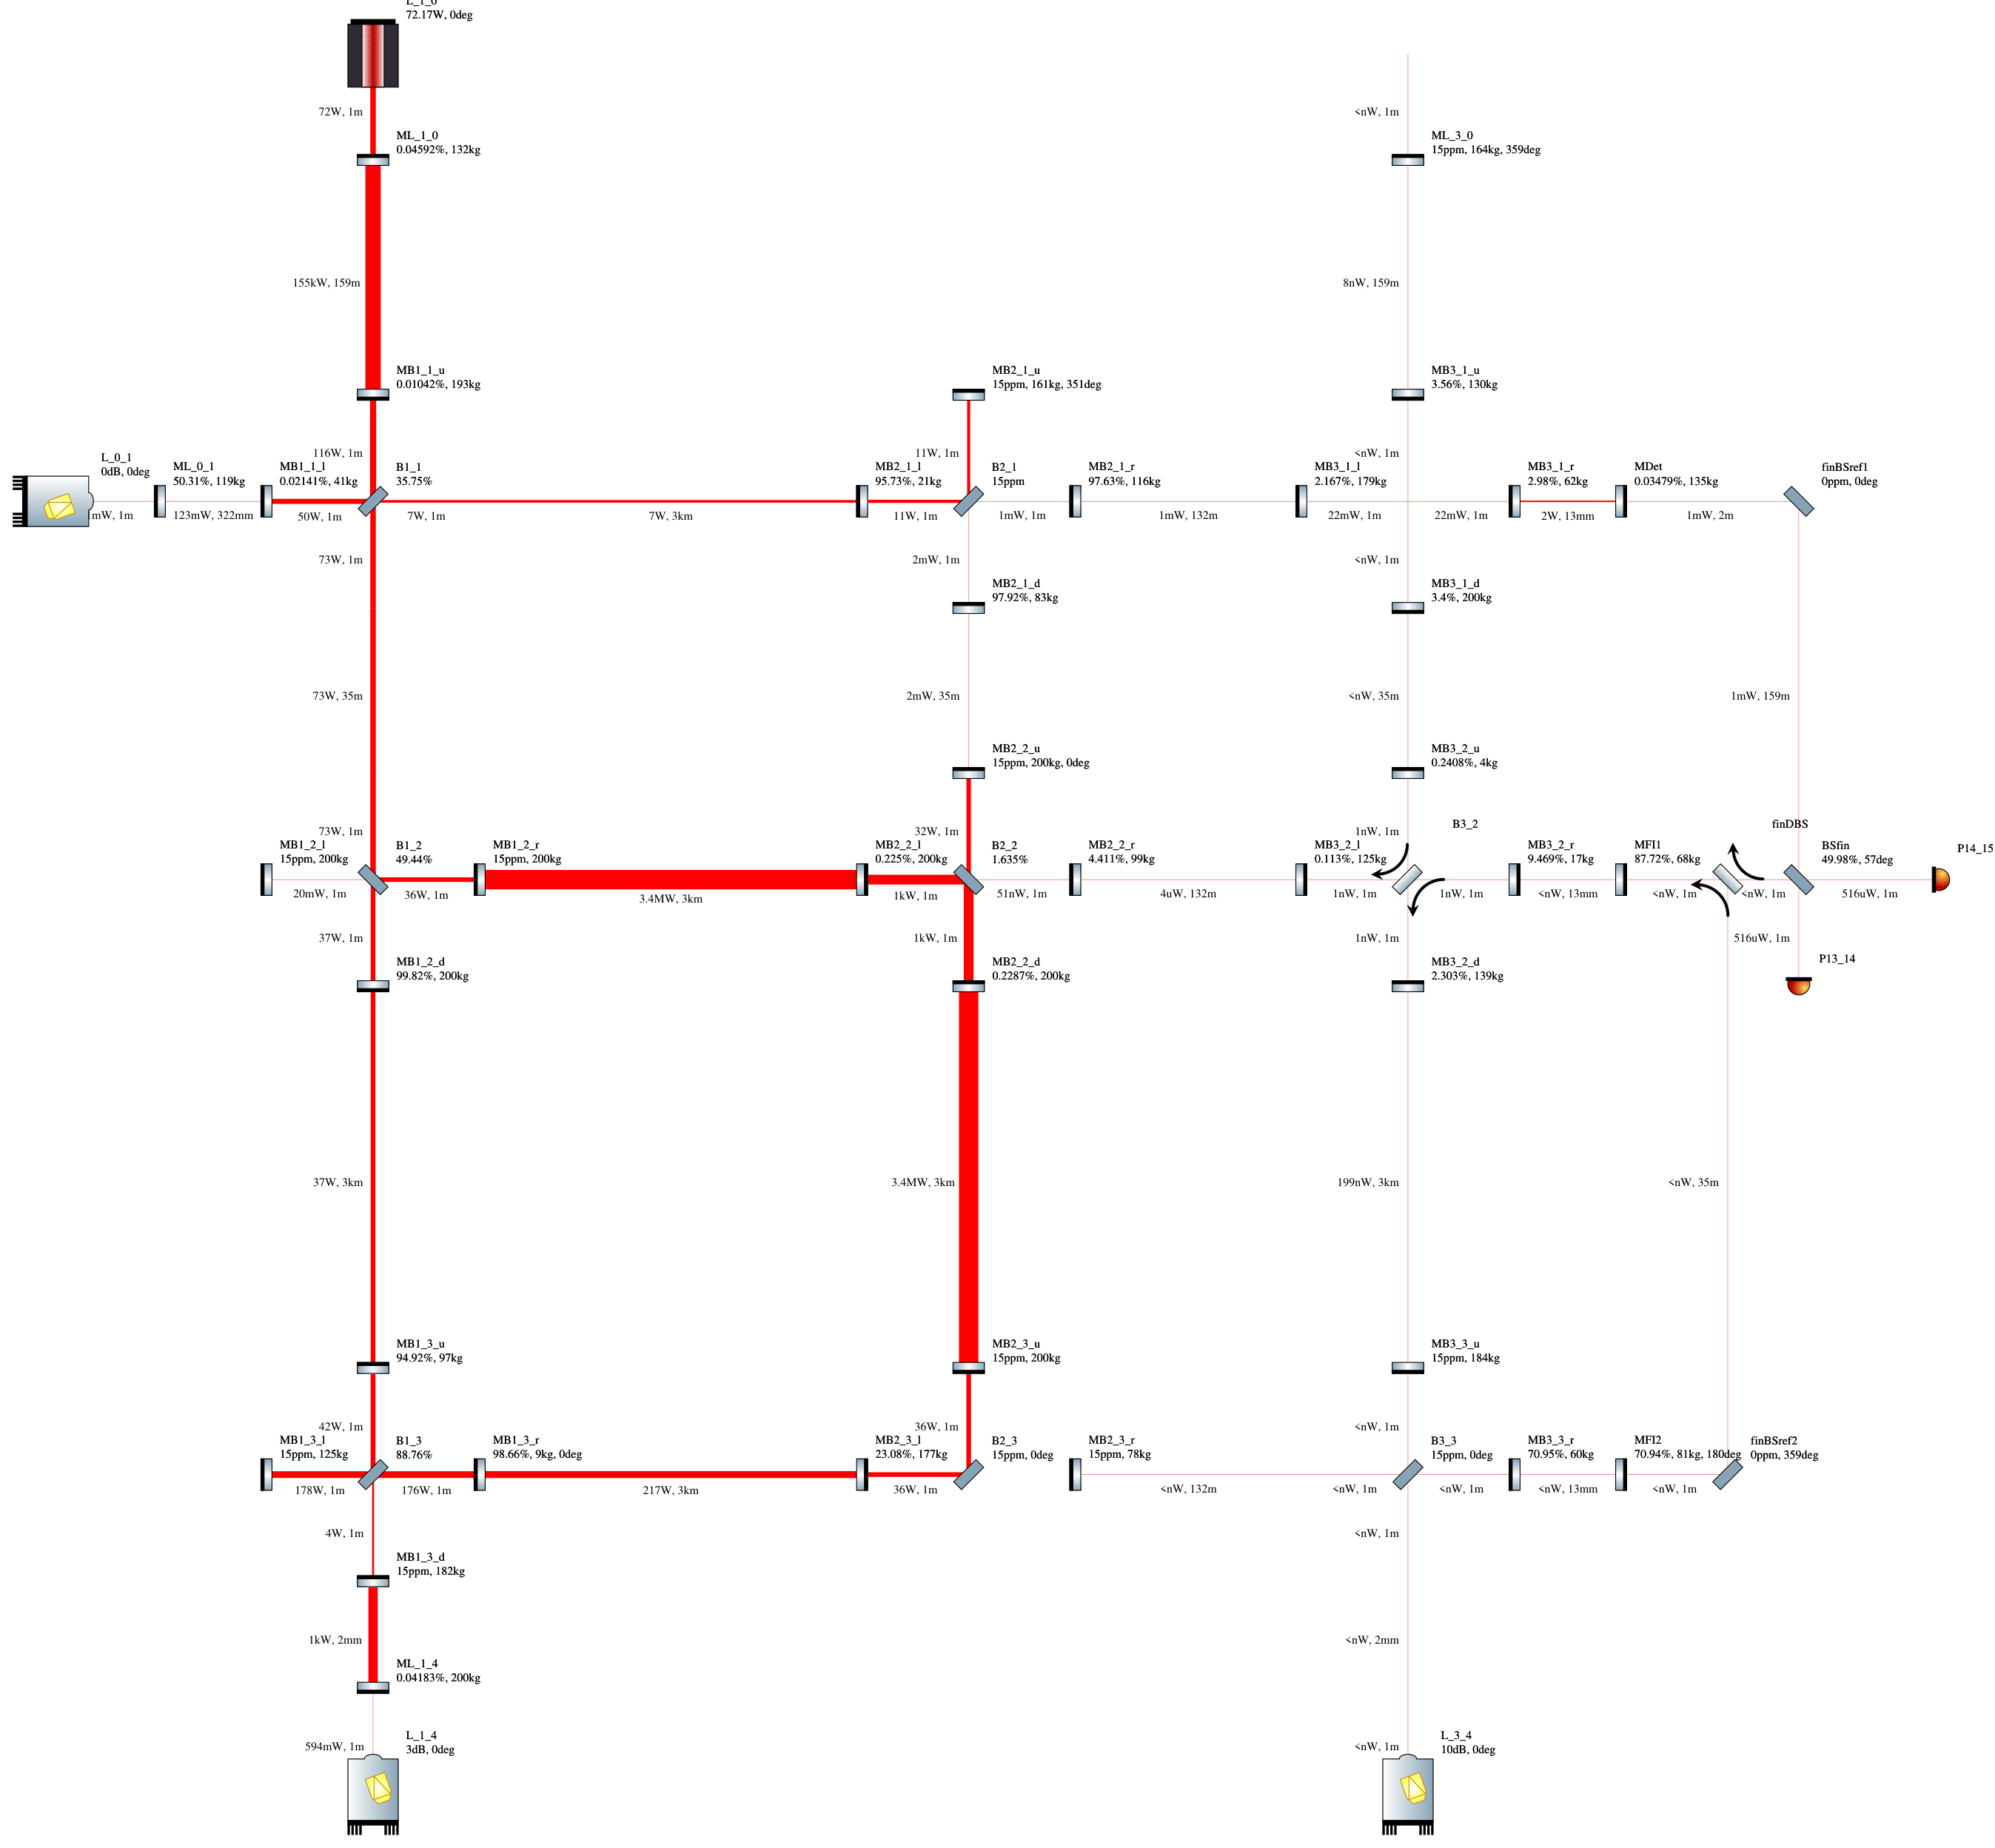 L_1_0
72.17W, 0deg
72W, 1m
<nW, 1m
ML_1_0
0.04592%, 132kg
ML_3_0
15ppm, 164kg, 359deg
155kW, 159m
8nW, 159m
MB1_1_u
0.01042%, 193kg
MB2_1_u
15ppm, 161kg, 351deg
MB3_1_u
3.56%, 130kg
116W, 1m
11W, 1m
<nW, 1m
L_0_1
0dB, 0deg
ML_0_1
50.31%, 119kg
MB1_1_l
0.02141%, 41kg
B1_1
35.75%
MB2_1_l
95.73%, 21kg
B2_1
15ppm
MB2_1_r
97.63%, 116kg
MB3_1_l
2.167%, 179kg
MB3_1_r
2.98%, 62kg
MDet
0.03479%, 135kg
finBSref1
0ppm, 0deg
mW, 1m
123mW, 322mm
50W, 1m
7W, 1m
7W, 3km
11W, 1m
1mW, 1m
1mW, 132m
22mW, 1m
22mW, 1m
2W, 13mm
1mW, 2m
73W, 1m
2mW, 1m
<nW, 1m
MB2_1_d
97.92%, 83kg
MB3_1_d
3.4%, 200kg
73W, 35m
2mW, 35m
<nW, 35m
1mW, 159m
MB2_2_u
15ppm, 200kg, 0deg
MB3_2_u
0.2408%, 4kg
73W, 1m
32W, 1m
1nW, 1m
B3_2
finDBS
MB1_2_l
15ppm, 200kg
B1_2
49.44%
MB1_2_r
15ppm, 200kg
MB2_2_l
0.225%, 200kg
B2_2
1.635%
MB2_2_r
4.411%, 99kg
MB3_2_l
0.113%, 125kg
MB3_2_r
9.469%, 17kg
MFI1
87.72%, 68kg
BSfin
49.98%, 57deg
P14_15
20mW, 1m
36W, 1m
3.4MW, 3km
1kW, 1m
51nW, 1m
4uW, 132m
1nW, 1m
1nW, 1m
<nW, 13mm
<nW, 1m
<nW, 1m
516uW, 1m
37W, 1m
1kW, 1m
1nW, 1m
516uW, 1m
MB1_2_d
99.82%, 200kg
MB2_2_d
0.2287%, 200kg
MB3_2_d
2.303%, 139kg
P13_14
37W, 3km
3.4MW, 3km
199nW, 3km
<nW, 35m
MB1_3_u
94.92%, 97kg
MB2_3_u
15ppm, 200kg
MB3_3_u
15ppm, 184kg
42W, 1m
36W, 1m
<nW, 1m
MB1_3_l
15ppm, 125kg
B1_3
88.76%
MB1_3_r
98.66%, 9kg, 0deg
MB2_3_l
23.08%, 177kg
B2_3
15ppm, 0deg
MB2_3_r
15ppm, 78kg
B3_3
15ppm, 0deg
MB3_3_r
70.95%, 60kg
MFI2
70.94%, 81kg, 180deg
finBSref2
0ppm, 359deg
178W, 1m
176W, 1m
217W, 3km
36W, 1m
<nW, 132m
<nW, 1m
<nW, 1m
<nW, 13mm
<nW, 1m
4W, 1m
<nW, 1m
MB1_3_d
15ppm, 182kg
1kW, 2mm
<nW, 2mm
ML_1_4
0.04183%, 200kg
594mW, 1m
L_1_4
3dB, 0deg
<nW, 1m
L_3_4
10dB, 0deg